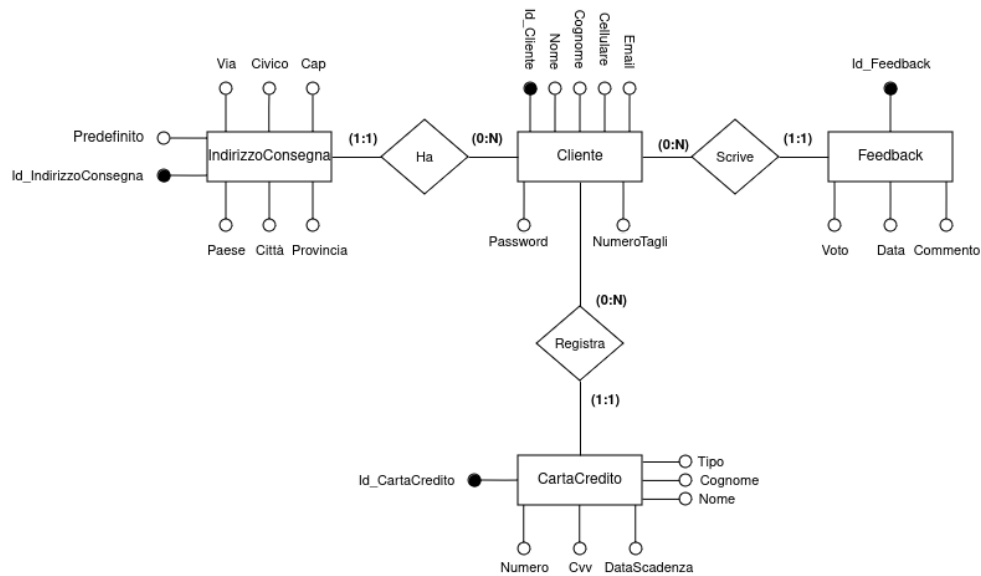 Id_Cliente
Nome
Cognome
Cellulare
Email
Via
Civico
Cap
Id_Feedback
Predefinito
(1:1)
(0:N)
(0:N)
(1:1)
IndirizzoConsegna
Ha
Cliente
Scrive
Feedback
Id_IndirizzoConsegna
Paese
Città
Provincia
Password
NumeroTagli
Voto
Data
Commento
(0:N)
Registra
(1:1)
Tipo
Id_CartaCredito
CartaCredito
Cognome
Nome
Numero
Cvv
DataScadenza